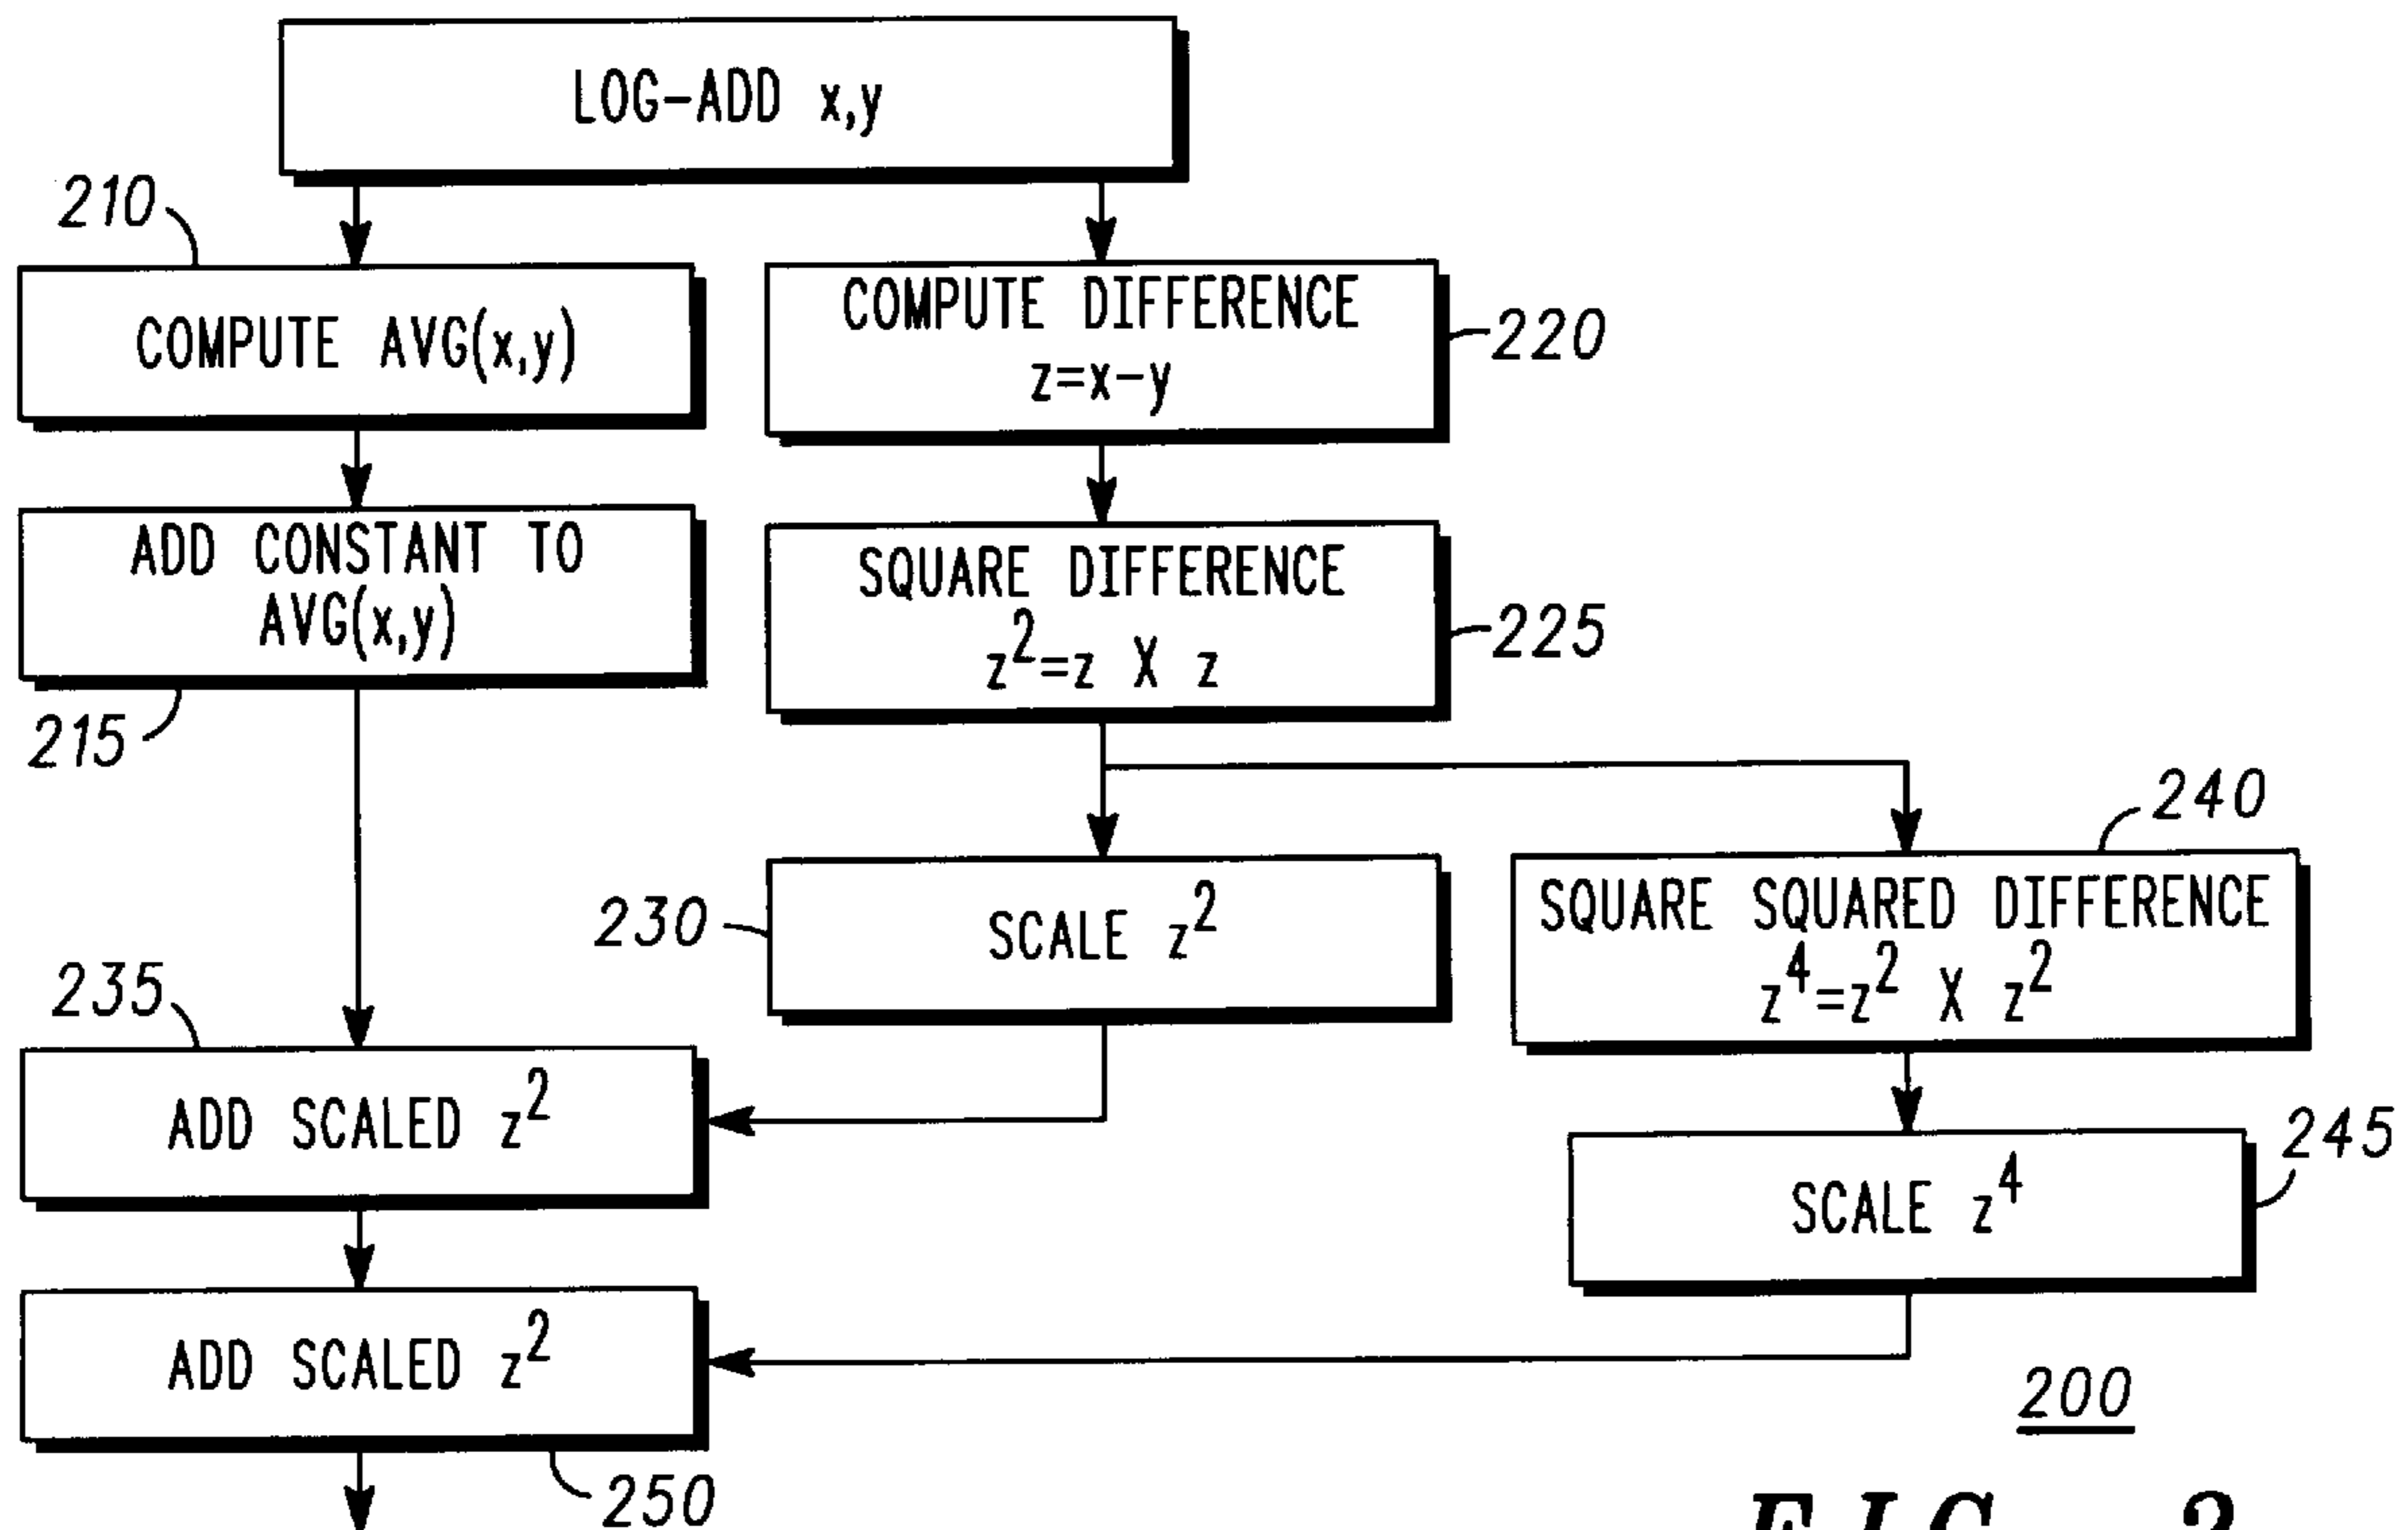 LOG-ADD x,y
210
COMPUTE AVG(x,y)
COMPUTE DIFFERENCE
z=x-y
220
ADD CONSTANT TO
AVG(x,y)
215
SQUARE DIFFERENCE
z²=z X z
225
230
SCALE z²
240
SQUARE SQUARED DIFFERENCE
z⁴=z² X z²
235
ADD SCALED z²
SCALE z⁴
245
ADD SCALED z²
250
200
FIG. 2